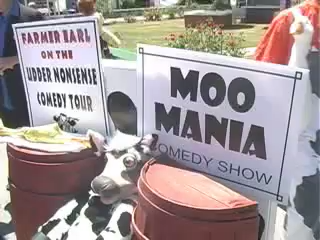 FARMER EARL
ON THE
UDDER NONSENSE
COMEDY TOUR
MOO
MANIA
COMEDY SHOW